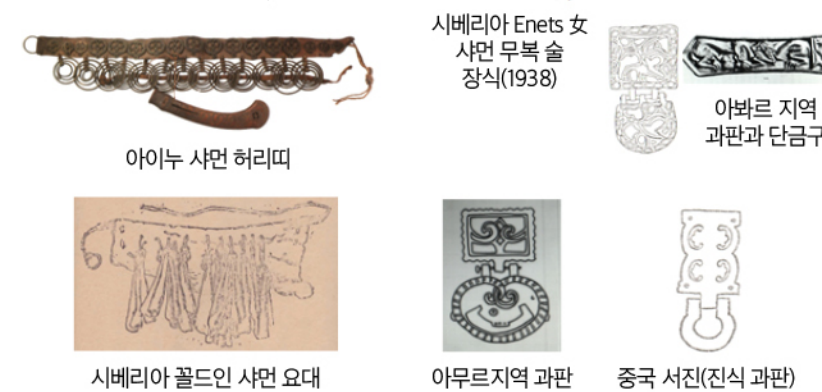 시베리아 Enets 女
샤먼 무복 술
장식(1938)
아봐르 지역
과판과 단금구
아이누 샤먼 허리띠
시베리아 꼴드인 샤먼 요대
아무르지역 과판
중국 서진(진식 과판)